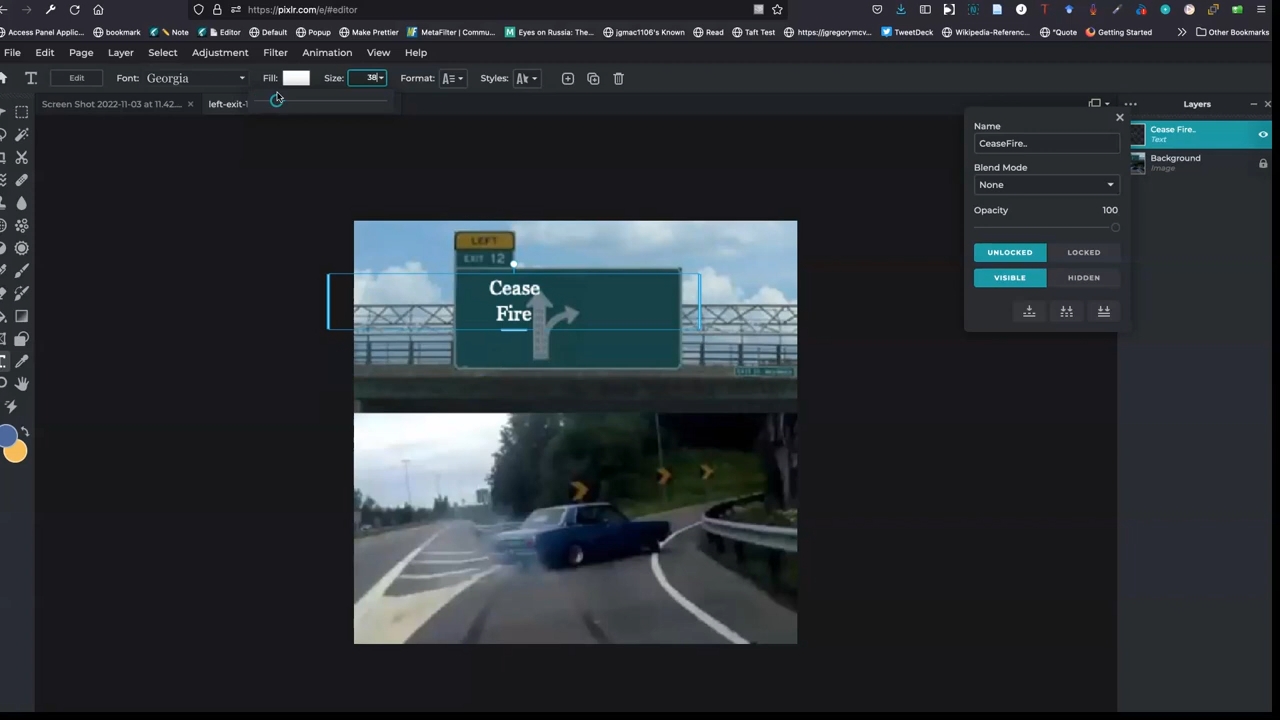 https://pixlr.com/e/#editor
Access Panel Applic...
bookmark
Note
Editor
Default
Popup
Make Prettier
MetaFilter | Commu...
Eyes on Russia: The...
jgmac1106's Known
Read
Taft Test
https://gregorymcv...
TweetDeck
Wikipedia-Referenc...
"Quote
Getting Started
Other Bookmarks
File
Edit
Page
Layer
Select
Adjustment
Filter
Animation
View
Help
Edit
Font:
Georgia
Fill:
Size:
38
Format:
Styles:
Screen Shot 2022-11-03 at 11.42....
left-exit-1
Layers
Name
CeaseFire..
Blend Mode
None
Opacity
100
UNLOCKED
LOCKED
VISIBLE
HIDDEN
Cease Fire..
Text
Background
Image
LEFT
EXIT 12
Cease
Fire